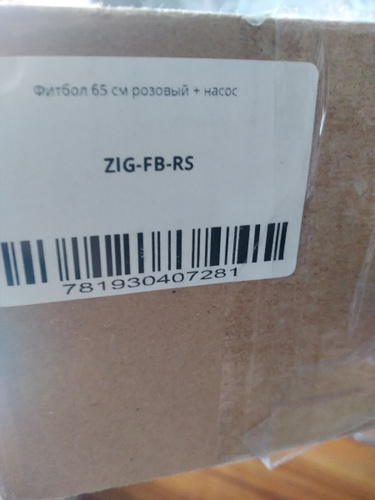 Фитбол 65 см розовый + насос
ZIG-FB-RS
781930407281